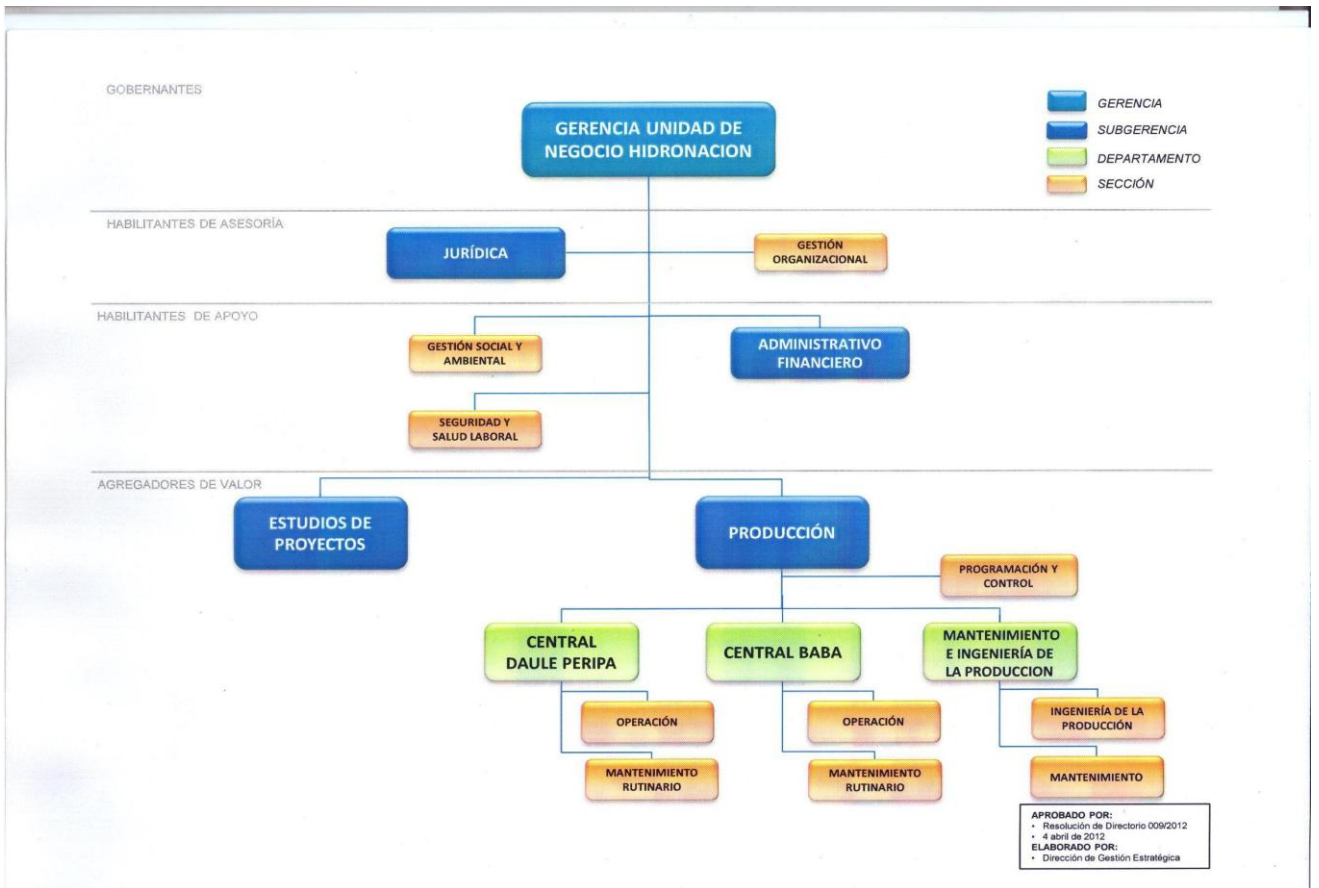 GOBERNANTES
GERENCIA UNIDAD DE
NEGOCIO HIDRONACION
GERENCIA
SUBGERENCIA
DEPARTAMENTO
SECCIÓN
HABILITANTES DE ASESORÍA
JURÍDICA
GESTIÓN
ORGANIZACIONAL
HABILITANTES DE APOYO
GESTIÓN SOCIAL Y
AMBIENTAL
ADMINISTRATIVO
FINANCIERO
SEGURIDAD Y
SALUD LABORAL
AGREGADORES DE VALOR
ESTUDIOS DE
PROYECTOS
PRODUCCIÓN
PROGRAMACIÓN Y
CONTROL
CENTRAL
DAULE PERIPA
CENTRAL BABA
MANTENIMIENTO
E INGENIERÍA DE
LA PRODUCCION
OPERACIÓN
OPERACIÓN
INGENIERÍA DE LA
PRODUCCIÓN
MANTENIMIENTO
RUTINARIO
MANTENIMIENTO
RUTINARIO
MANTENIMIENTO
APROBADO POR:
• Resolución de Directorio 009/2012
• 4 abril de 2012
ELABORADO POR:
• Dirección de Gestión Estratégica